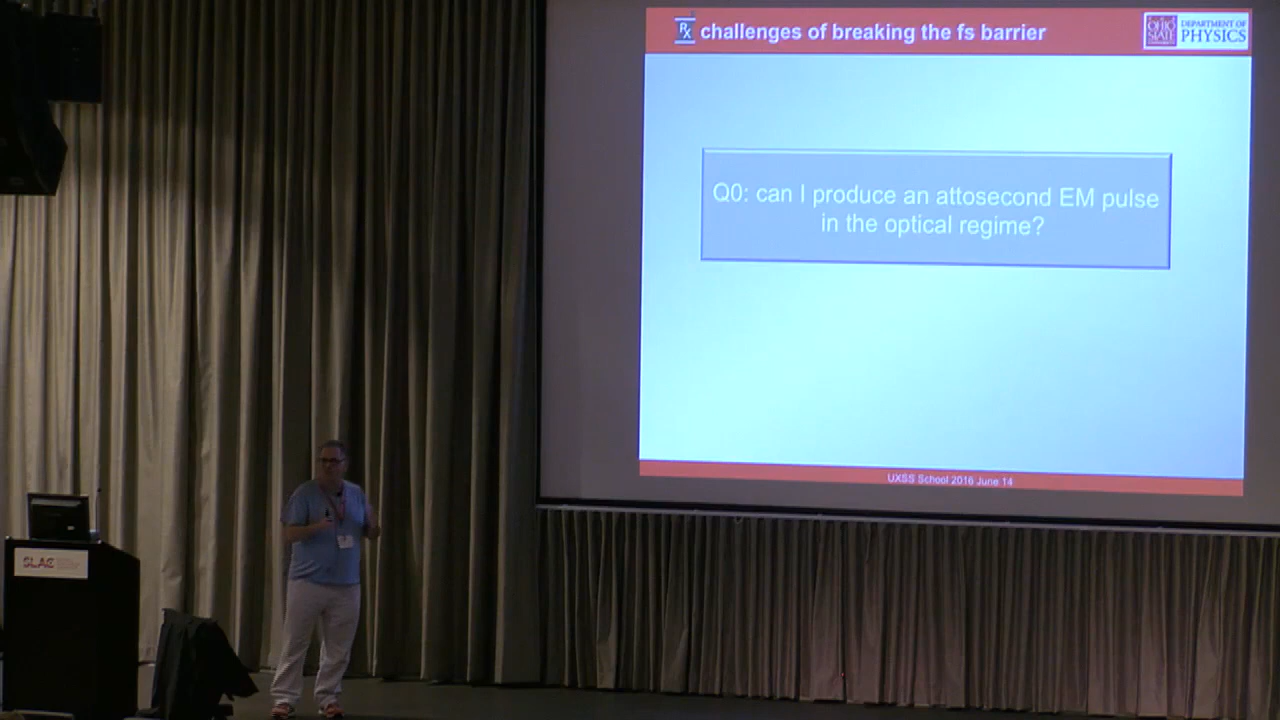 Rx challenges of breaking the fs barrier
OHIO
STATE
DEPARTMENT OF
PHYSICS
Q0: can I produce an attosecond EM pulse
in the optical regime?
UXSS School 2016 June 14
SLAC